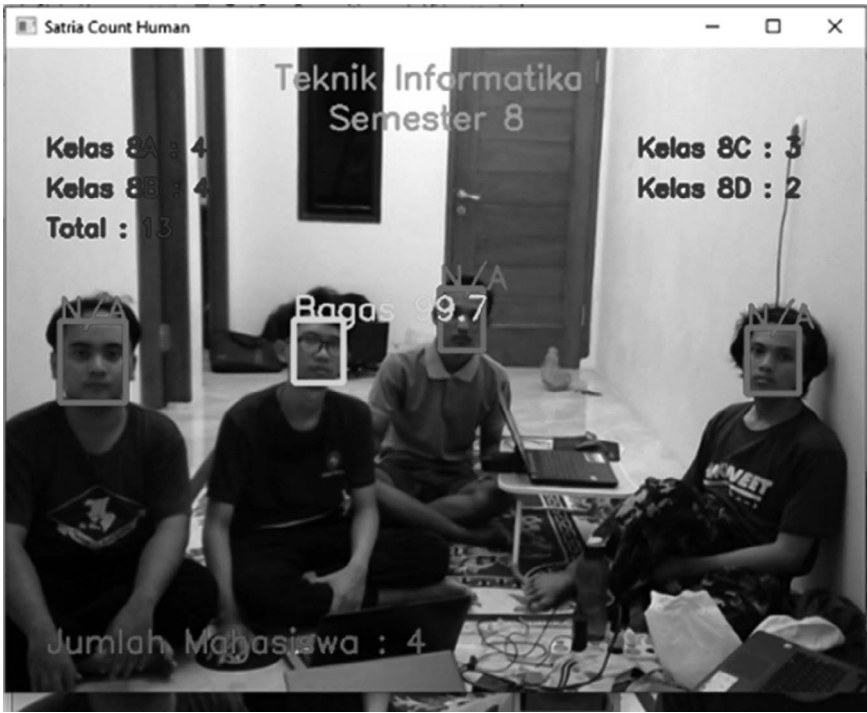 Satria Count Human
Teknik Informatika
Semester 8
Kelas 8A : 4
Kelas 8C : 3
Kelas 8B : 4
Kelas 8D : 2
Total : 13
N/A
N/A
Bagas 99.7
N/A
Jumlah Mahasiswa : 4